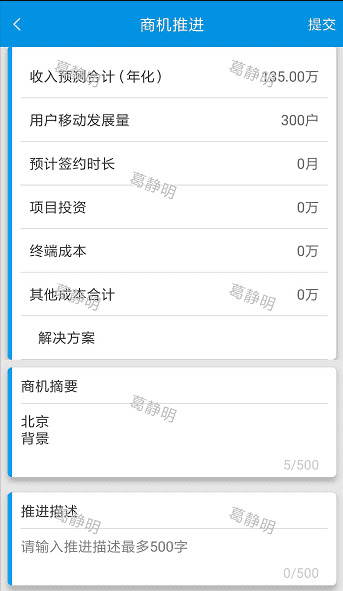 商机推进
提交
收入预测合计(年化)
135.00万
用户移动发展量
300户
预计签约时长
0月
项目投资
0万
终端成本
0万
其他成本合计
0万
解决方案
商机摘要
北京
背景
5/500
推进描述
请输入推进描述最多500字
0/500
葛静明
葛静明
葛静明
葛静明
葛静明
葛静明
葛静明
葛静明